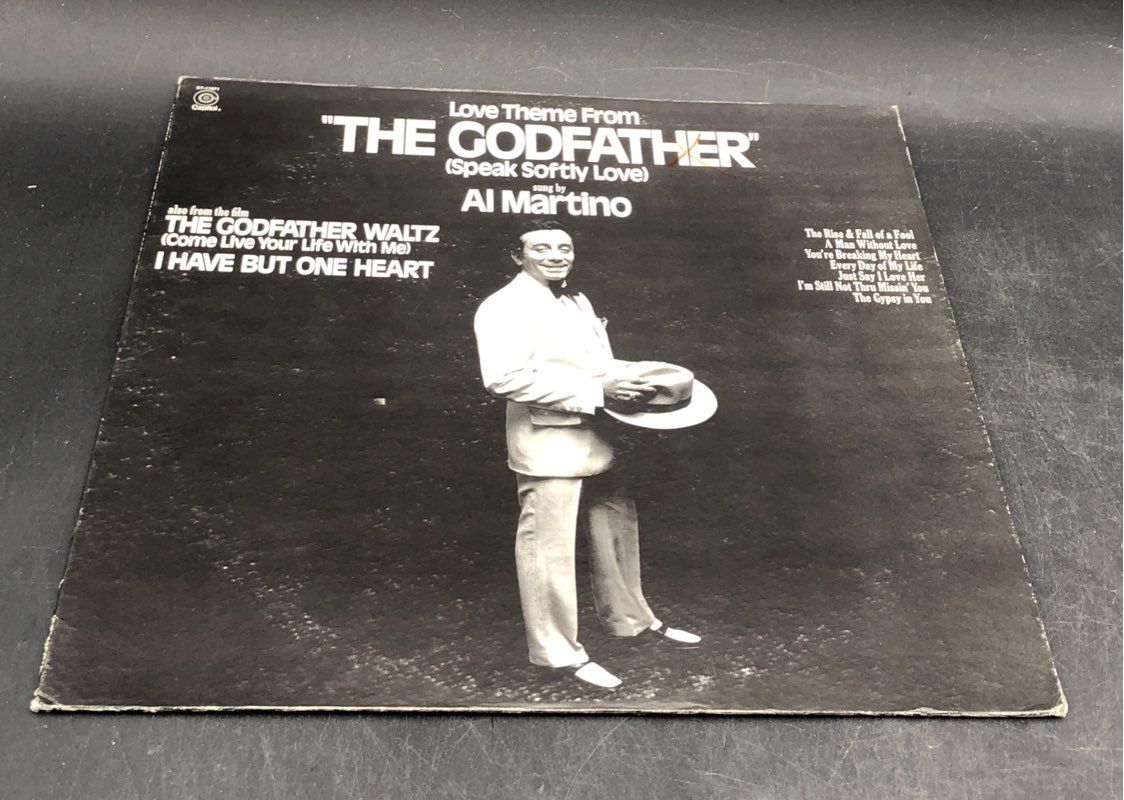 ST-11071
Capitol®
Love Theme From
"THE GODFATHER"
(Speak Softly Love)
sung by
Al Martino
also from the film
THE GODFATHER WALTZ
(Come Live Your Life With Me)
I HAVE BUT ONE HEART
The Rise & Fall of a Fool
A Man Without Love
You're Breaking My Heart
Every Day of My Life
Just Say I Love Her
I'm Still Not Thru Missin' You
The Gypsy in You